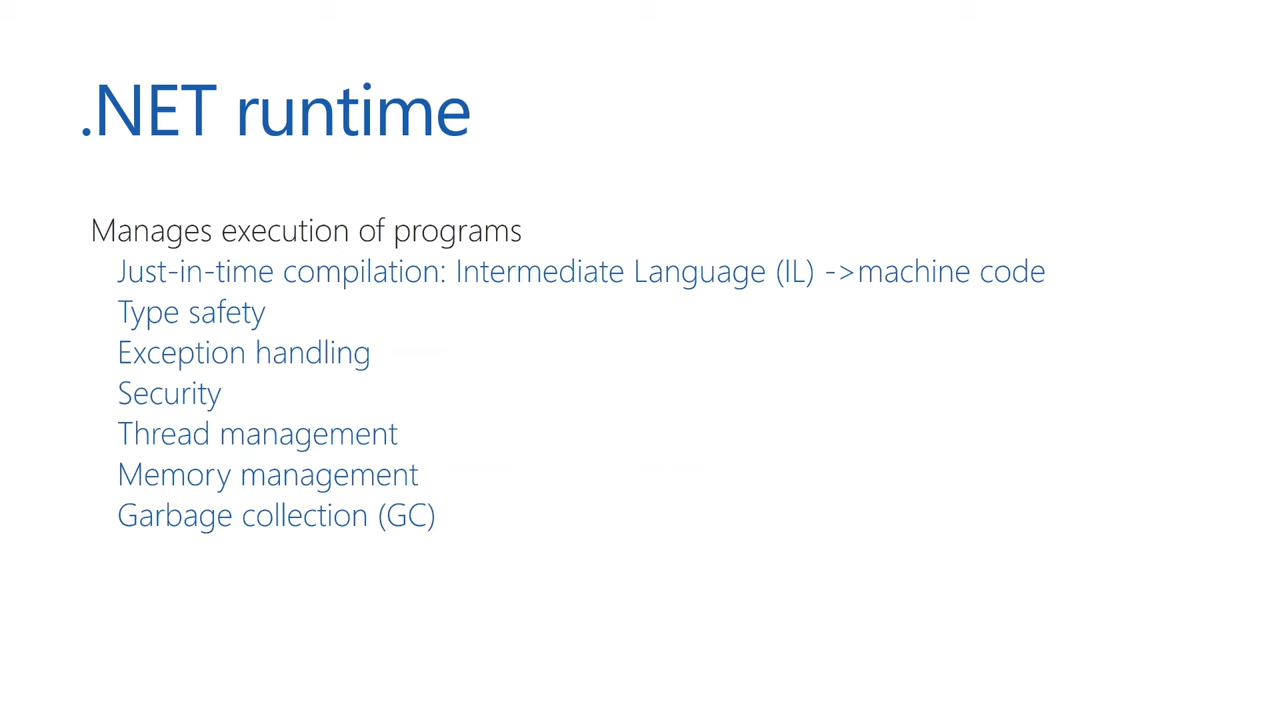 .NET runtime
Manages execution of programs
Just-in-time compilation: Intermediate Language (IL) ->machine code
Type safety
Exception handling
Security
Thread management
Memory management
Garbage collection (GC)